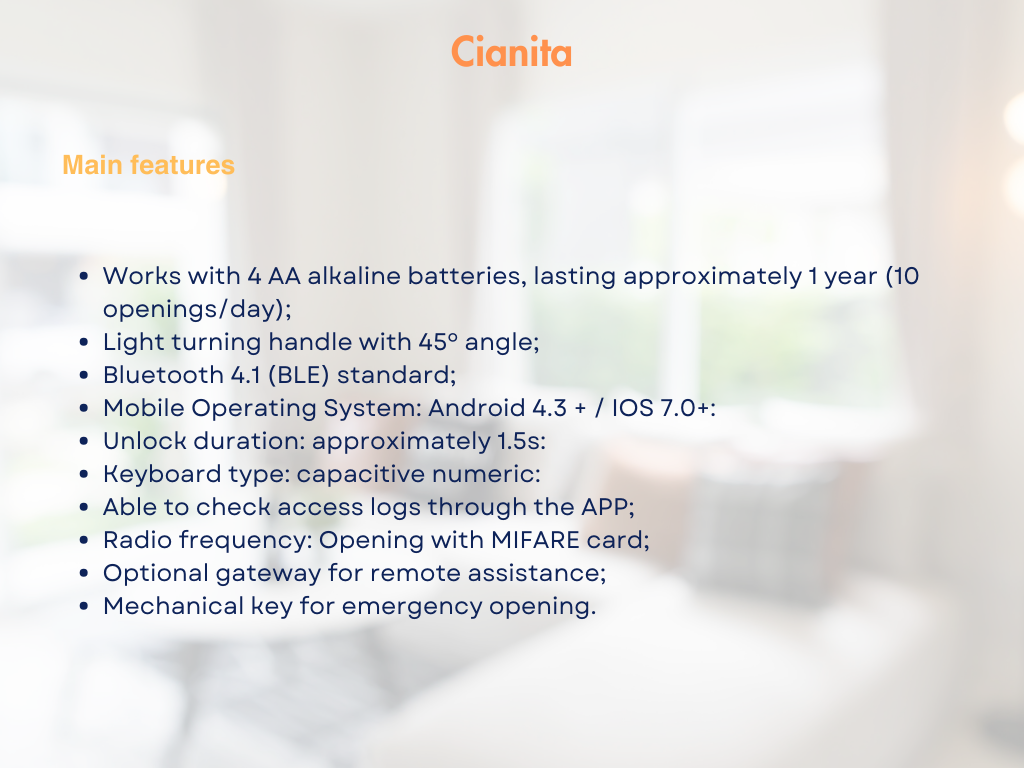 Cianita
Main features
• Works with 4 AA alkaline batteries, lasting approximately 1 year (10
openings/day);
• Light turning handle with 45º angle;
• Bluetooth 4.1 (BLE) standard;
• Mobile Operating System: Android 4.3 + / IOS 7.0+:
• Unlock duration: approximately 1.5s:
• Keyboard type: capacitive numeric:
• Able to check access logs through the APP;
• Radio frequency: Opening with MIFARE card;
• Optional gateway for remote assistance;
• Mechanical key for emergency opening.